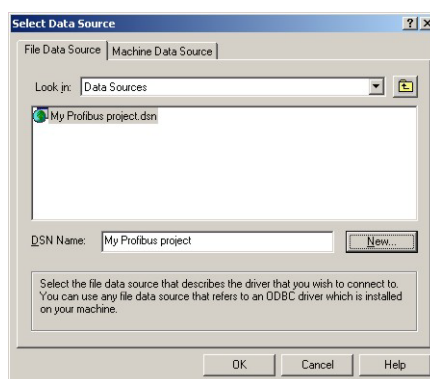 Select Data Source
File Data Source Machine Data Source
Look in: Data Sources
My Profibus project.dsn
DSN Name: My Profibus project New...
Select the file data source that describes the driver that you wish to connect to.
You can use any file data source that refers to an ODBC driver which is installed
on your machine.
OK Cancel Help